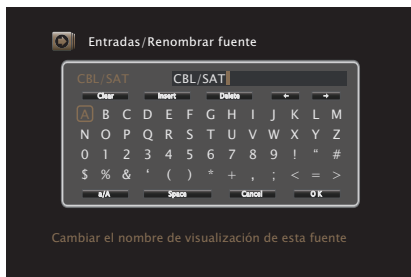 Entradas/Renombrar fuente
CBL/SAT CBL/SAT
Clear Insert Delete ← →
A B C D E F G H I J K L M
N O P Q R S T U V W X Y Z
0 1 2 3 4 5 6 7 8 9 ! “ #
$ % & ‘ ( ) * + , ; < = >
a/A Space Cancel OK
Cambiar el nombre de visualización de esta fuente